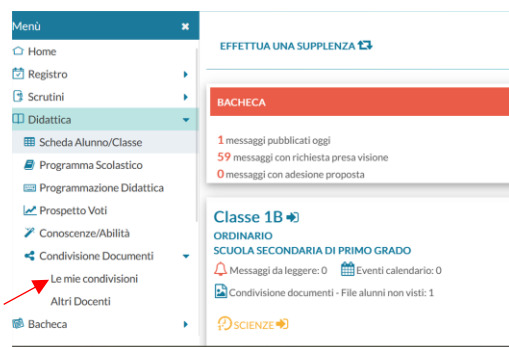 Menù
Home
Registro
Scrutini
Didattica
Scheda Alunno/Classe
Programma Scolastico
Programmazione Didattica
Prospetto Voti
Conoscenze/Abilità
Condivisione Documenti
Le mie condivisioni
Altri Docenti
Bacheca
EFFETTUA UNA SUPPLENZA
BACHECA
1 messaggi pubblicati oggi
59 messaggi con richiesta presa visione
0 messaggi con adesione proposta
Classe 1B
ORDINARIO
SCUOLA SECONDARIA DI PRIMO GRADO
Messaggi da leggere: 0 Eventi calendario: 0
Condivisione documenti - File alunni non visti: 1
SCIENZE